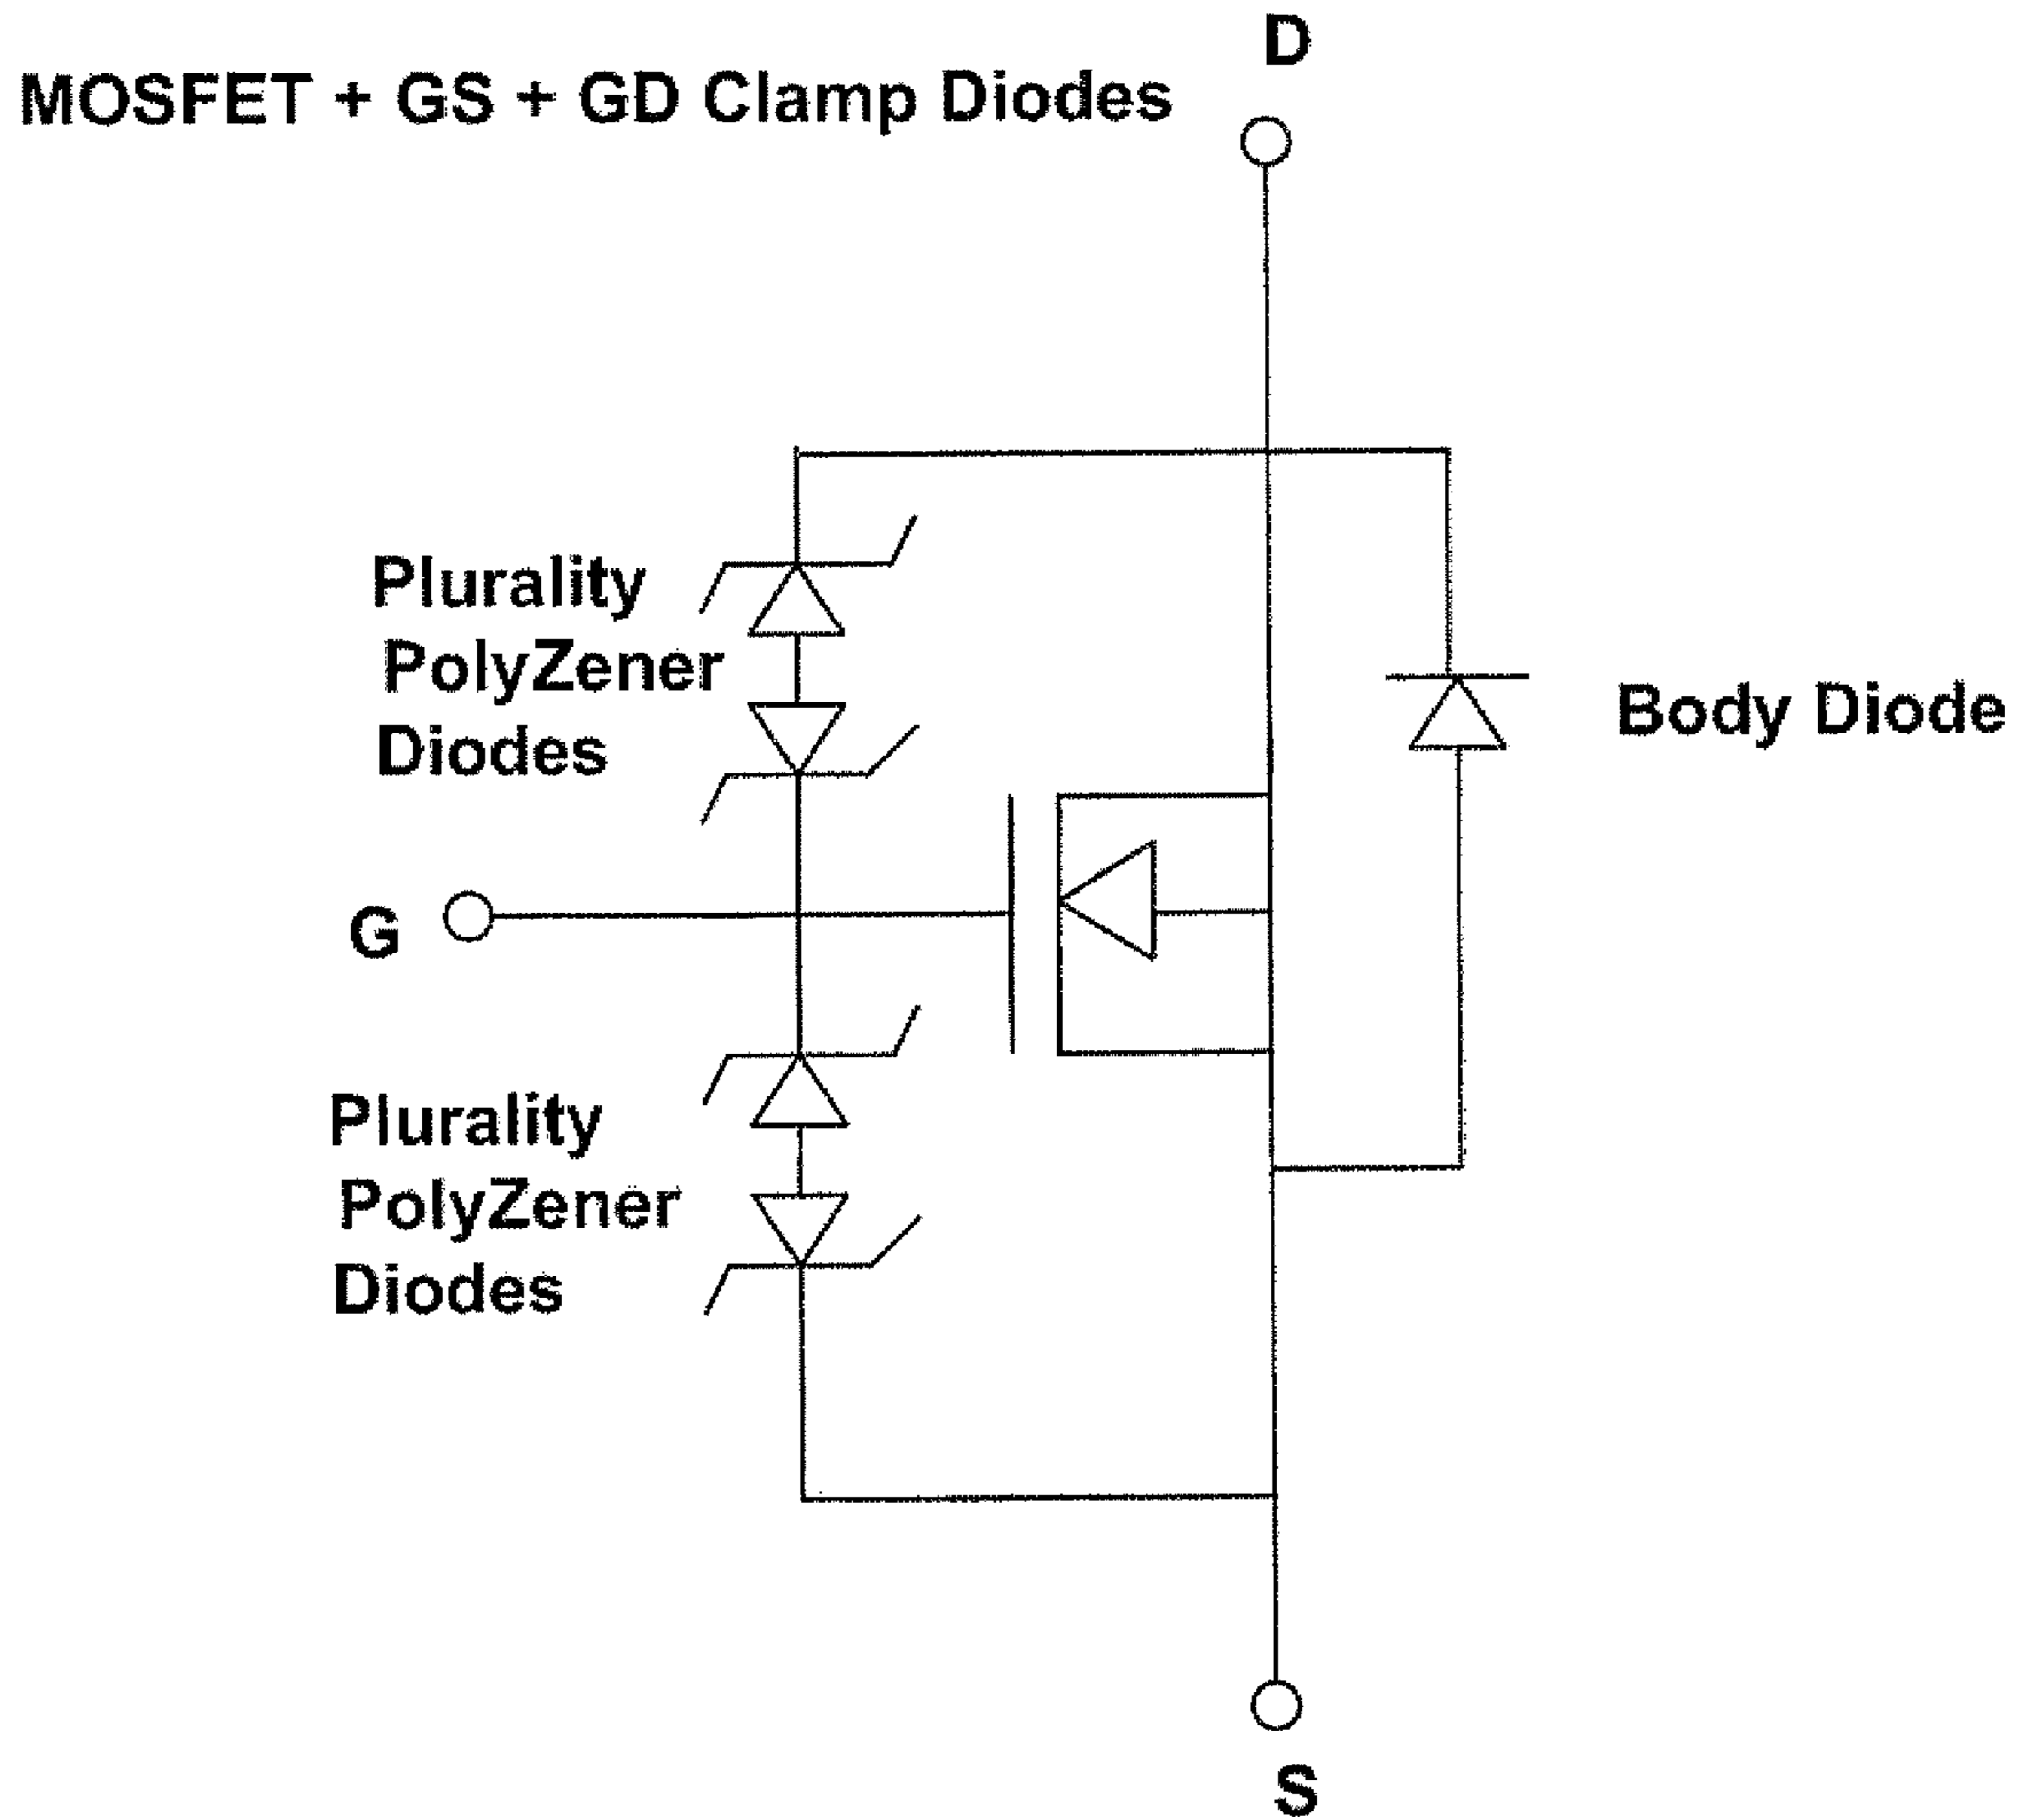 D
MOSFET + GS + GD Clamp Diodes
Plurality
PolyZener
Diodes
Body Diode
G
Plurality
PolyZener
Diodes
S